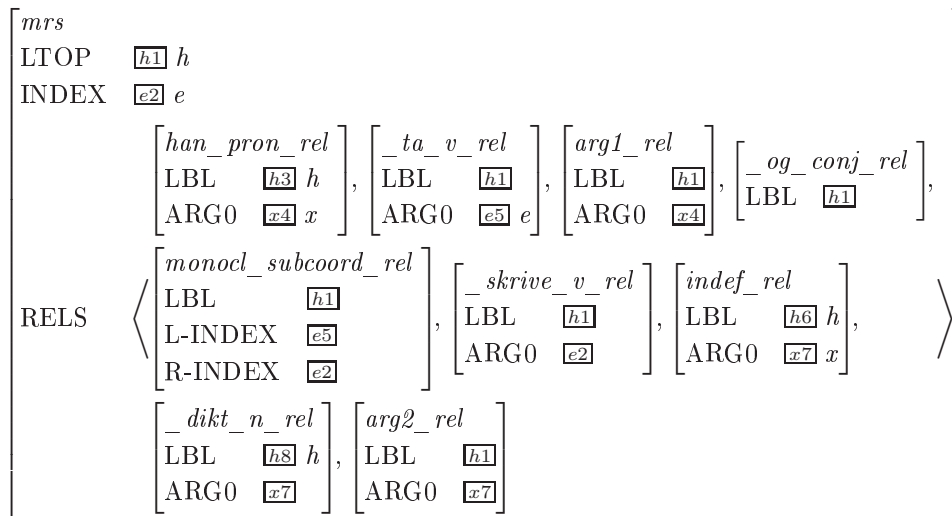 mrs
LTOP h1 h
INDEX e2 e
han_pron_rel
LBL h3 h
ARG0 x4 x
,
_ta_v_rel
LBL h1
ARG0 e5 e
,
arg1_rel
LBL h1
ARG0 x4
,
_og_conj_rel
LBL h1
,
RELS
⟨
monocl_subcoord_rel
LBL h1
L-INDEX e5
R-INDEX e2
,
_skrive_v_rel
LBL h1
ARG0 e2
,
indef_rel
LBL h6 h
ARG0 x7 x
,
⟩
_dikt_n_rel
LBL h8 h
ARG0 x7
,
arg2_rel
LBL h1
ARG0 x7